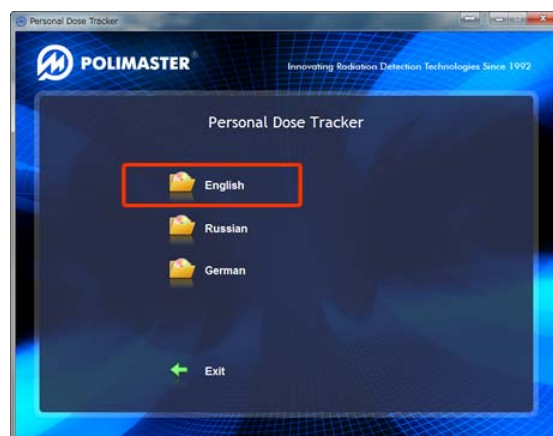 Personal Dose Tracker
POLIMASTER®
Innovating Radiation Detection Technologies Since 1992
Personal Dose Tracker
English
Russian
German
Exit